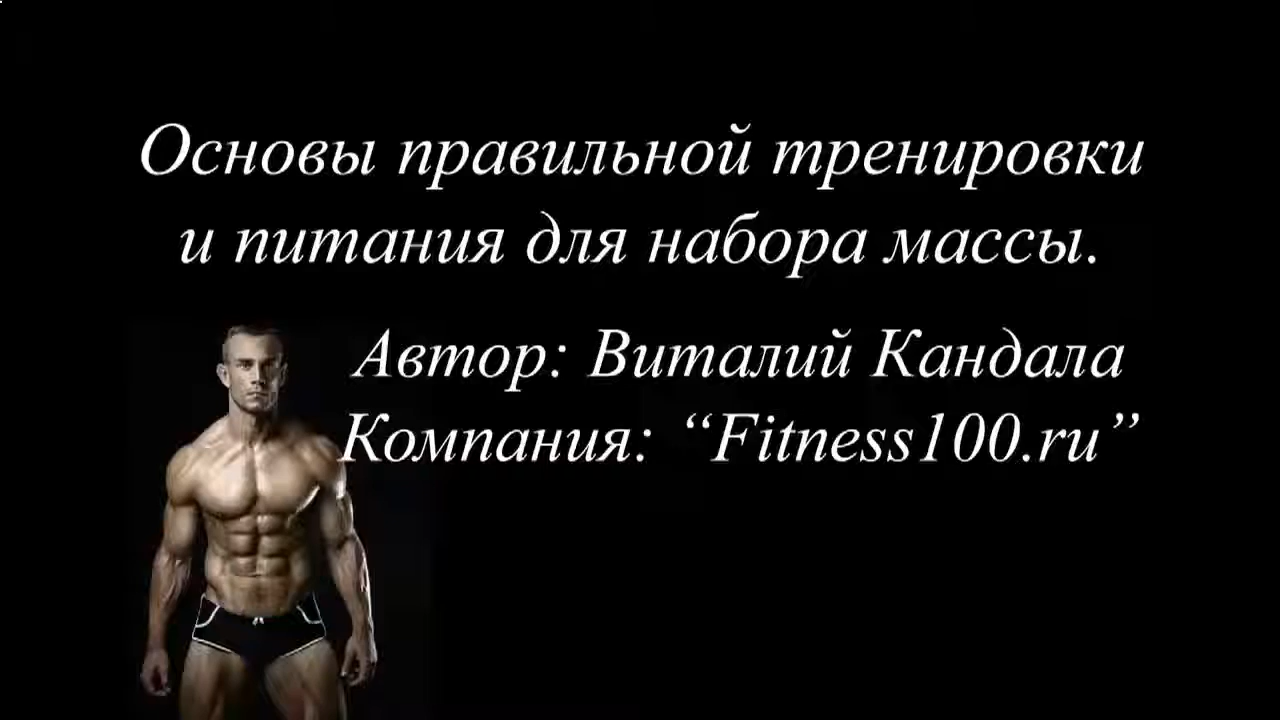 Основы правильной тренировки
и питания для набора массы.
Автор: Виталий Кандала
Компания: “Fitness100.ru”